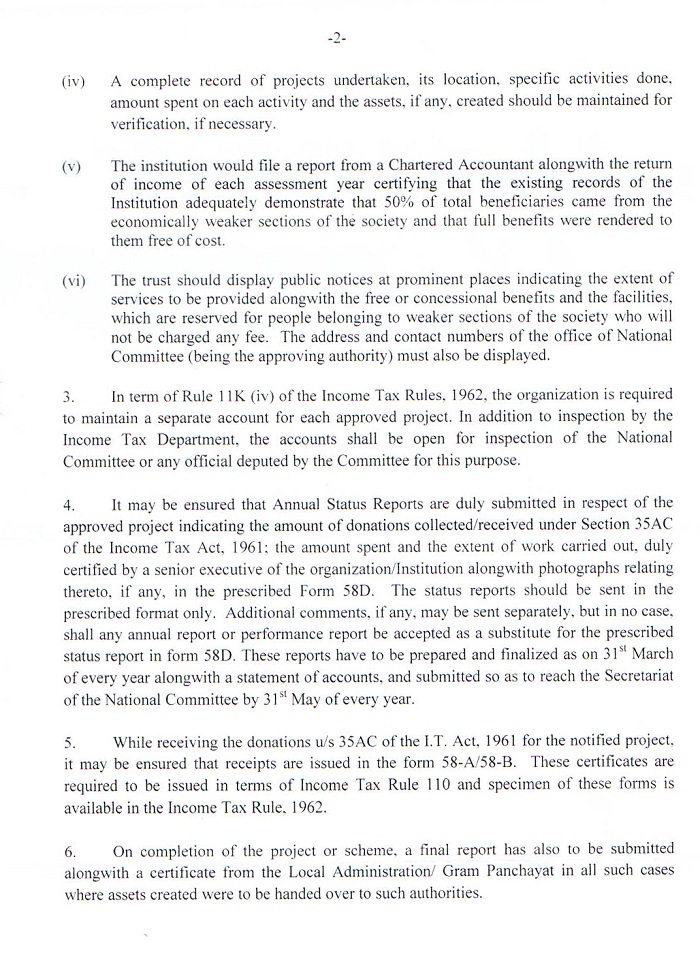 -2-
(iv) A complete record of projects undertaken, its location, specific activities done,
amount spent on each activity and the assets, if any, created should be maintained for
verification, if necessary.
(v) The institution would file a report from a Chartered Accountant alongwith the return
of income of each assessment year certifying that the existing records of the
Institution adequately demonstrate that 50% of total beneficiaries came from the
economically weaker sections of the society and that full benefits were rendered to
them free of cost.
(vi) The trust should display public notices at prominent places indicating the extent of
services to be provided alongwith the free or concessional benefits and the facilities,
which are reserved for people belonging to weaker sections of the society who will
not be charged any fee. The address and contact numbers of the office of National
Committee (being the approving authority) must also be displayed.
3. In term of Rule 11K (iv) of the Income Tax Rules, 1962, the organization is required
to maintain a separate account for each approved project. In addition to inspection by the
Income Tax Department, the accounts shall be open for inspection of the National
Committee or any official deputed by the Committee for this purpose.
4. It may be ensured that Annual Status Reports are duly submitted in respect of the
approved project indicating the amount of donations collected/received under Section 35AC
of the Income Tax Act, 1961; the amount spent and the extent of work carried out, duly
certified by a senior executive of the organization/Institution alongwith photographs relating
thereto, if any, in the prescribed Form 58D. The status reports should be sent in the
prescribed format only. Additional comments, if any, may be sent separately, but in no case,
shall any annual report or performance report be accepted as a substitute for the prescribed
status report in form 58D. These reports have to be prepared and finalized as on 31st March
of every year alongwith a statement of accounts, and submitted so as to reach the Secretariat
of the National Committee by 31st May of every year.
5. While receiving the donations u/s 35AC of the I.T. Act, 1961 for the notified project,
it may be ensured that receipts are issued in the form 58-A/58-B. These certificates are
required to be issued in terms of Income Tax Rule 110 and specimen of these forms is
available in the Income Tax Rule, 1962.
6. On completion of the project or scheme, a final report has also to be submitted
alongwith a certificate from the Local Administration/ Gram Panchayat in all such cases
where assets created were to be handed over to such authorities.